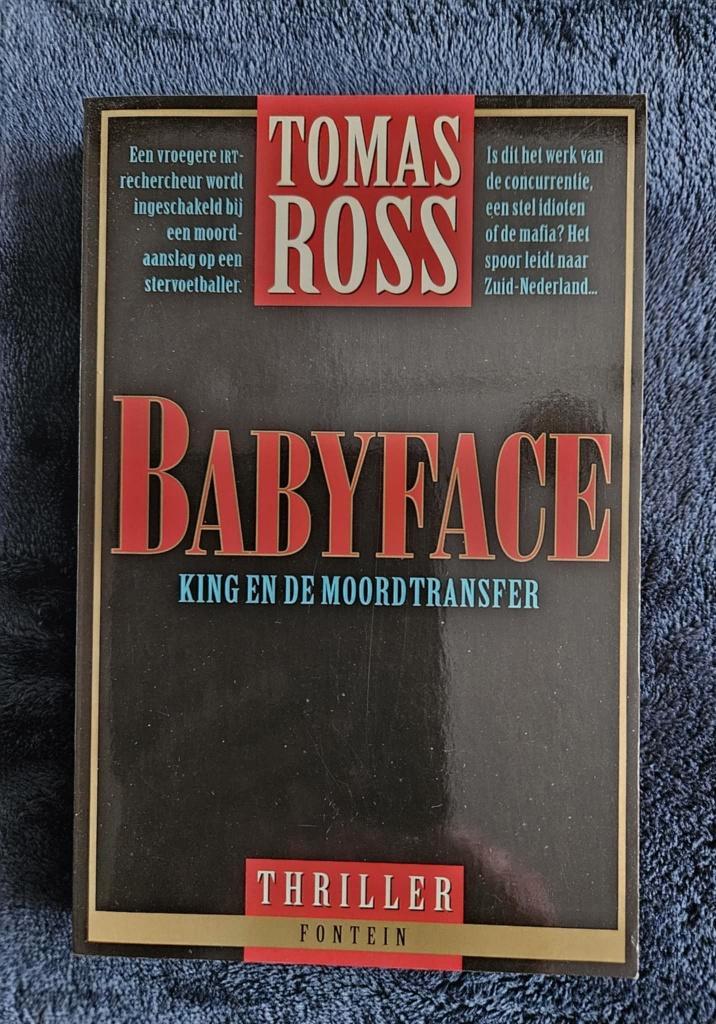 Een vroegere IRT-
rechercheur wordt
ingeschakeld bij
een moord-
aanslag op een
stervoetballer.
TOMAS
ROSS
Is dit het werk van
de concurrentie,
een stel idioten
of de mafia? Het
spoor leidt naar
Zuid-Nederland...
BABYFACE
KING EN DE MOORDTRANSFER
THRILLER
FONTEIN